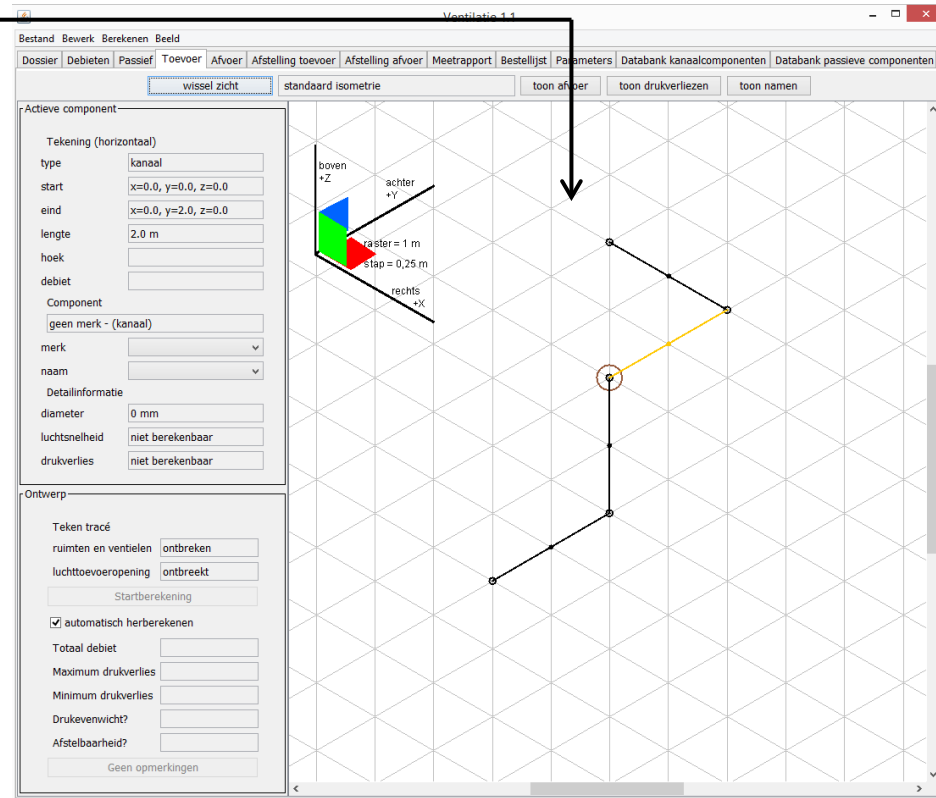 Ventilatie 1.1
Bestand Bewerk Berekenen Beeld
Dossier Debieten Passief Toevoer Afvoer Afstelling toevoer Afstelling afvoer Meetrapport Bestellijst Parameters Databank kanaalcomponenten Databank passieve componenten
wissel zicht standaard isometrie toon afvoer toon drukverliezen toon namen
Actieve component
Tekening (horizontaal)
type kanaal
start x=0.0, y=0.0, z=0.0
eind x=0.0, y=2.0, z=0.0
lengte 2.0 m
hoek
debiet
Component
geen merk - (kanaal)
merk
naam
Detailinformatie
diameter 0 mm
luchtsnelheid niet berekenbaar
drukverlies niet berekenbaar
Ontwerp
Teken tracé
ruimten en ventielen ontbreken
luchttoevoeropening ontbreekt
Startberekening
automatisch herberekenen
Totaal debiet
Maximum drukverlies
Minimum drukverlies
Drukevenwicht?
Afstelbaarheid?
Geen opmerkingen
boven
+Z
achter
+Y
raster = 1 m
stap = 0,25 m
rechts
+X